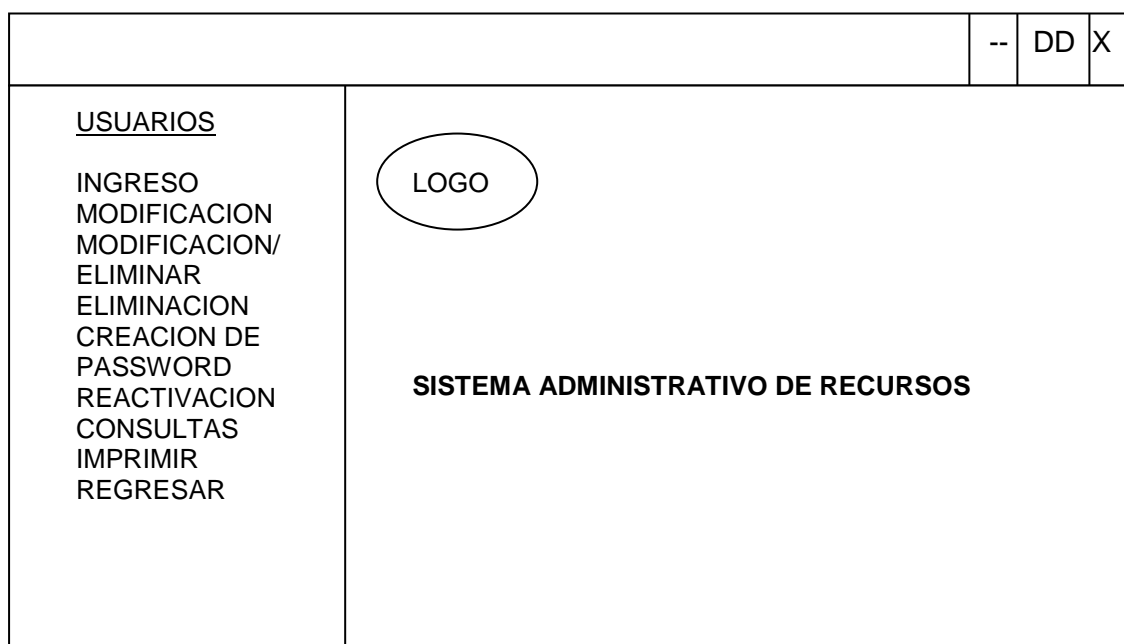 -- DD X
USUARIOS
INGRESO
MODIFICACION
MODIFICACION/
ELIMINAR
ELIMINACION
CREACION DE
PASSWORD
REACTIVACION
CONSULTAS
IMPRIMIR
REGRESAR
LOGO
SISTEMA ADMINISTRATIVO DE RECURSOS